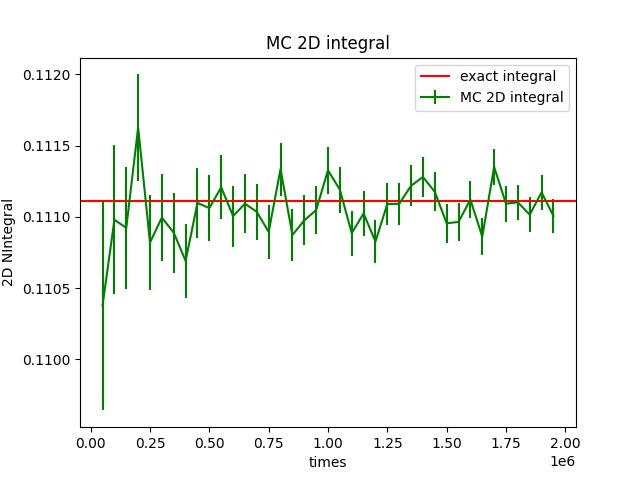 MC 2D integral
exact integral
MC 2D integral
2D NIntegral
0.1120
0.1115
0.1110
0.1105
0.1100
0.00 0.25 0.50 0.75 1.00 1.25 1.50 1.75 2.00
times
1e6